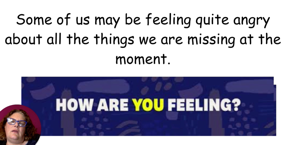 Some of us may be feeling quite angry
about all the things we are missing at the
moment.
HOW ARE YOU FEELING?